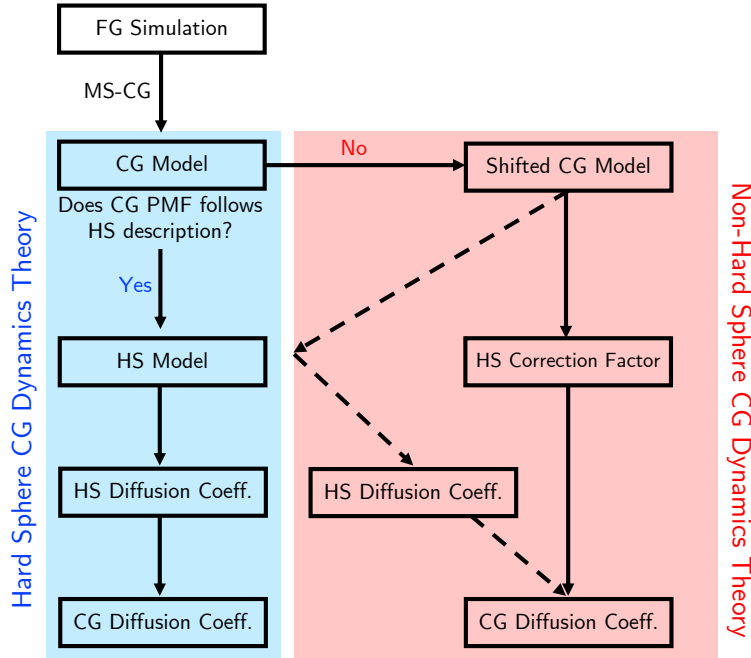 FG Simulation
MS-CG
CG Model
No
Shifted CG Model
Does CG PMF follows
HS description?
Yes
HS Model
HS Correction Factor
HS Diffusion Coeff.
HS Diffusion Coeff.
CG Diffusion Coeff.
CG Diffusion Coeff.
Hard Sphere CG Dynamics Theory
Non-Hard Sphere CG Dynamics Theory